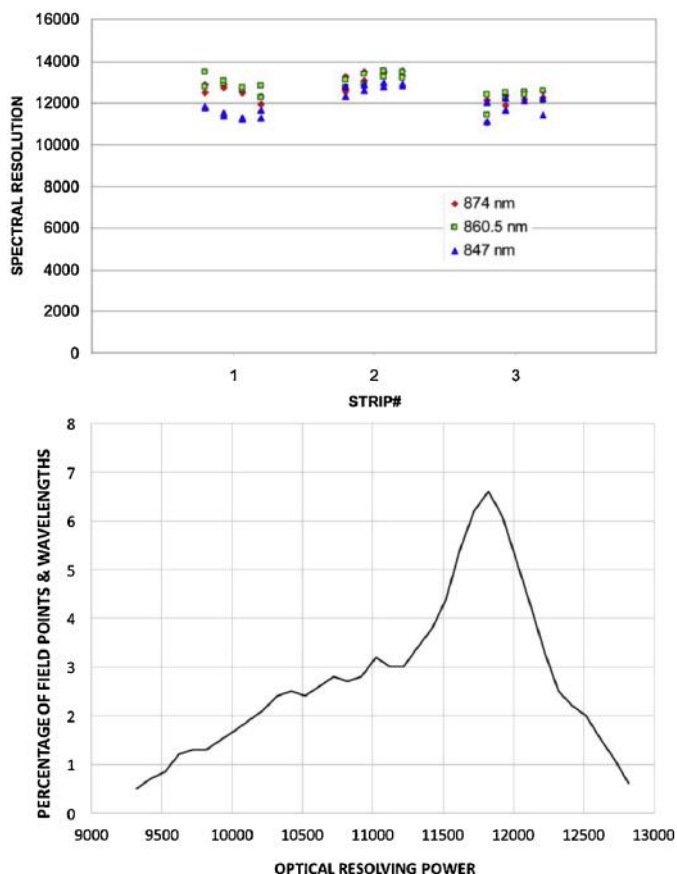 16000
14000
12000
10000
8000
6000
4000
2000
0
SPECTRAL RESOLUTION
874 nm
860.5 nm
847 nm
1 2 3
STRIP#
8
7
6
5
4
3
2
1
0
PERCENTAGE OF FIELD POINTS & WAVELENGTHS
9000 9500 10000 10500 11000 11500 12000 12500 13000
OPTICAL RESOLVING POWER